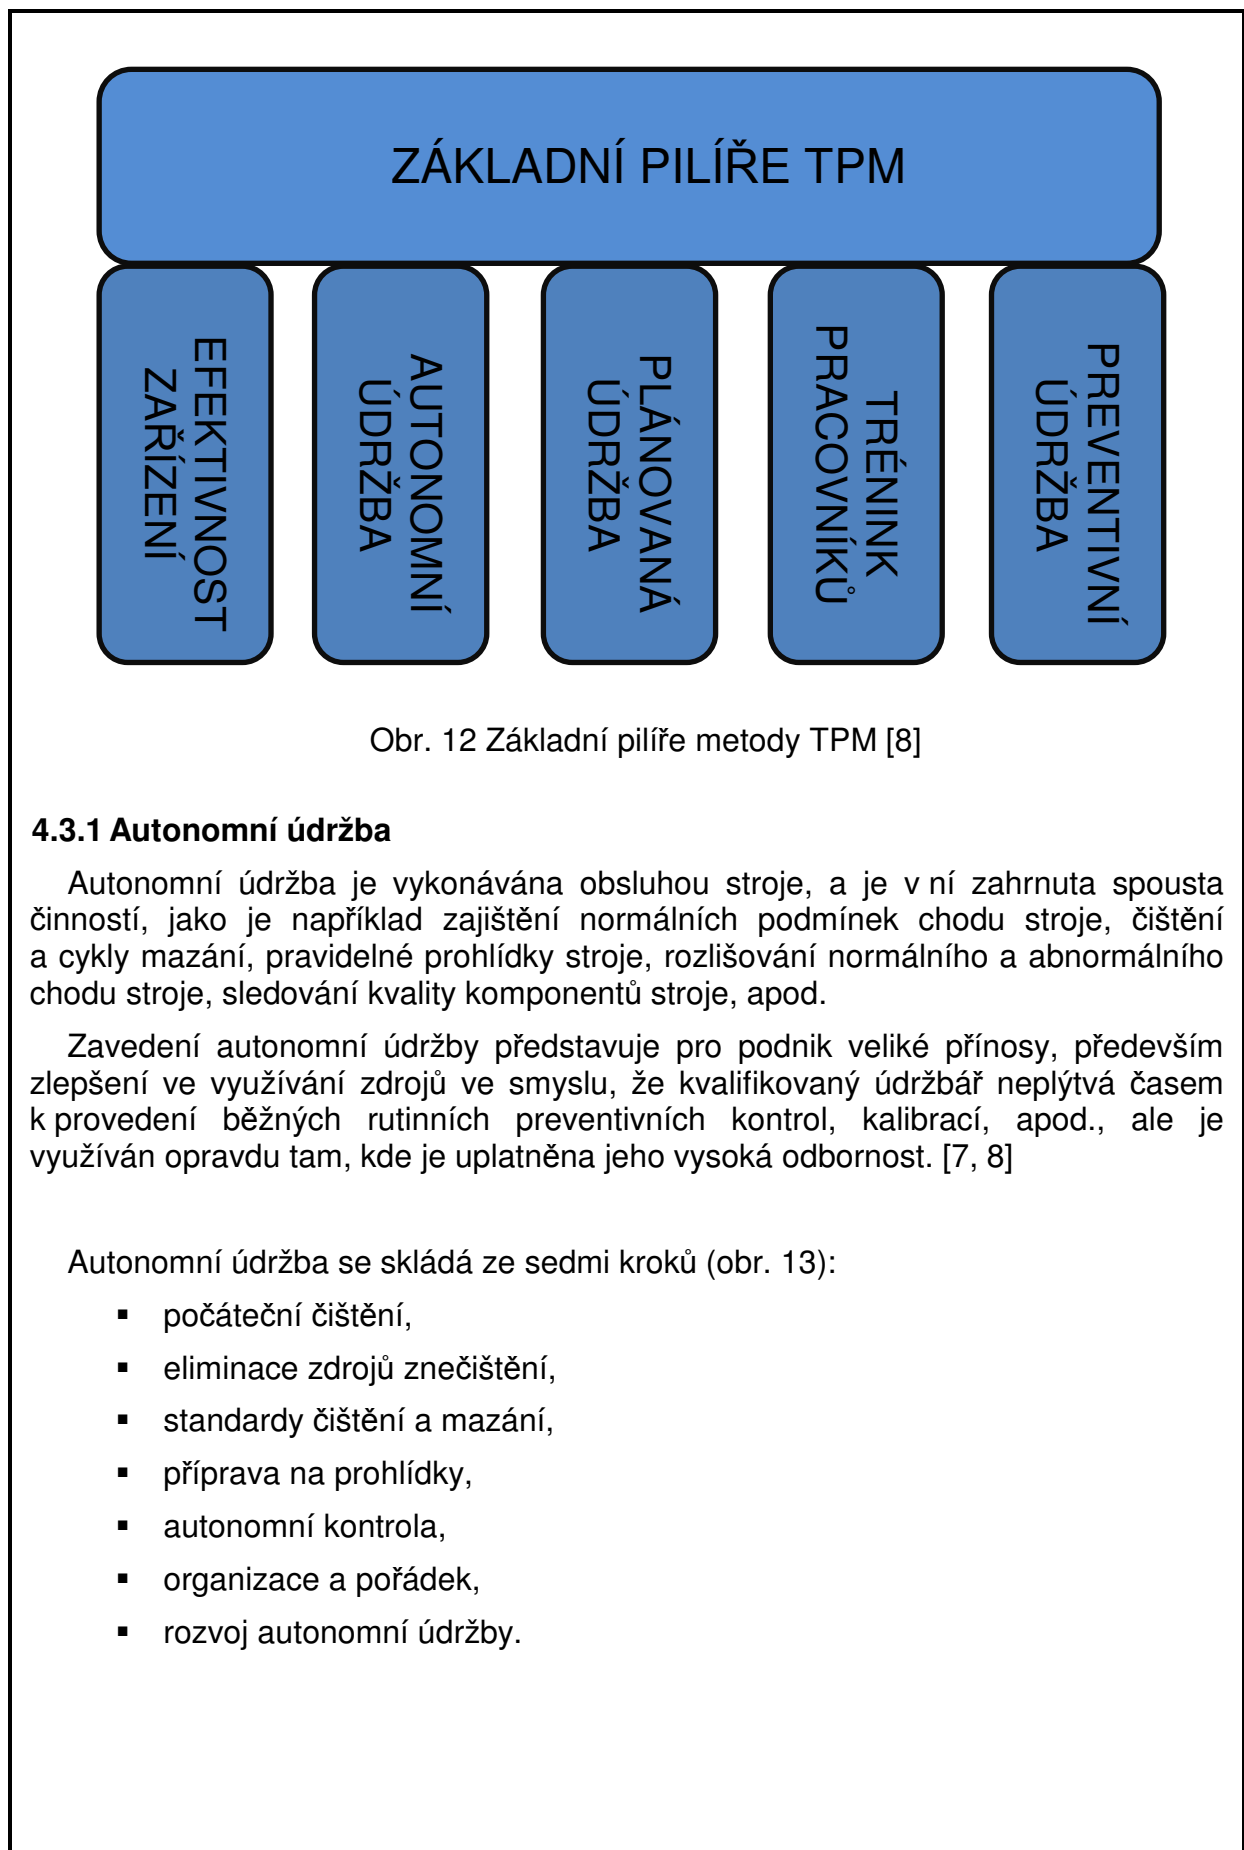 ZÁKLADNÍ PILÍŘE TPM
EFEKTIVNOST
ZAŘÍZENÍ
AUTONOMNÍ
ÚDRŽBA
PLÁNOVANÁ
ÚDRŽBA
TRÉNINK
PRACOVNÍKŮ
PREVENTIVNÍ
ÚDRŽBA
Obr. 12 Základní pilíře metody TPM [8]
4.3.1 Autonomní údržba
Autonomní údržba je vykonávána obsluhou stroje, a je v ní zahrnuta spousta
činností, jako je například zajištění normálních podmínek chodu stroje, čištění
a cykly mazání, pravidelné prohlídky stroje, rozlišování normálního a abnormálního
chodu stroje, sledování kvality komponentů stroje, apod.
Zavedení autonomní údržby představuje pro podnik veliké přínosy, především
zlepšení ve využívání zdrojů ve smyslu, že kvalifikovaný údržbář neplýtvá časem
k provedení běžných rutinních preventivních kontrol, kalibrací, apod., ale je
využíván opravdu tam, kde je uplatněna jeho vysoká odbornost. [7, 8]
Autonomní údržba se skládá ze sedmi kroků (obr. 13):
▪ počáteční čištění,
▪ eliminace zdrojů znečištění,
▪ standardy čištění a mazání,
▪ příprava na prohlídky,
▪ autonomní kontrola,
▪ organizace a pořádek,
▪ rozvoj autonomní údržby.